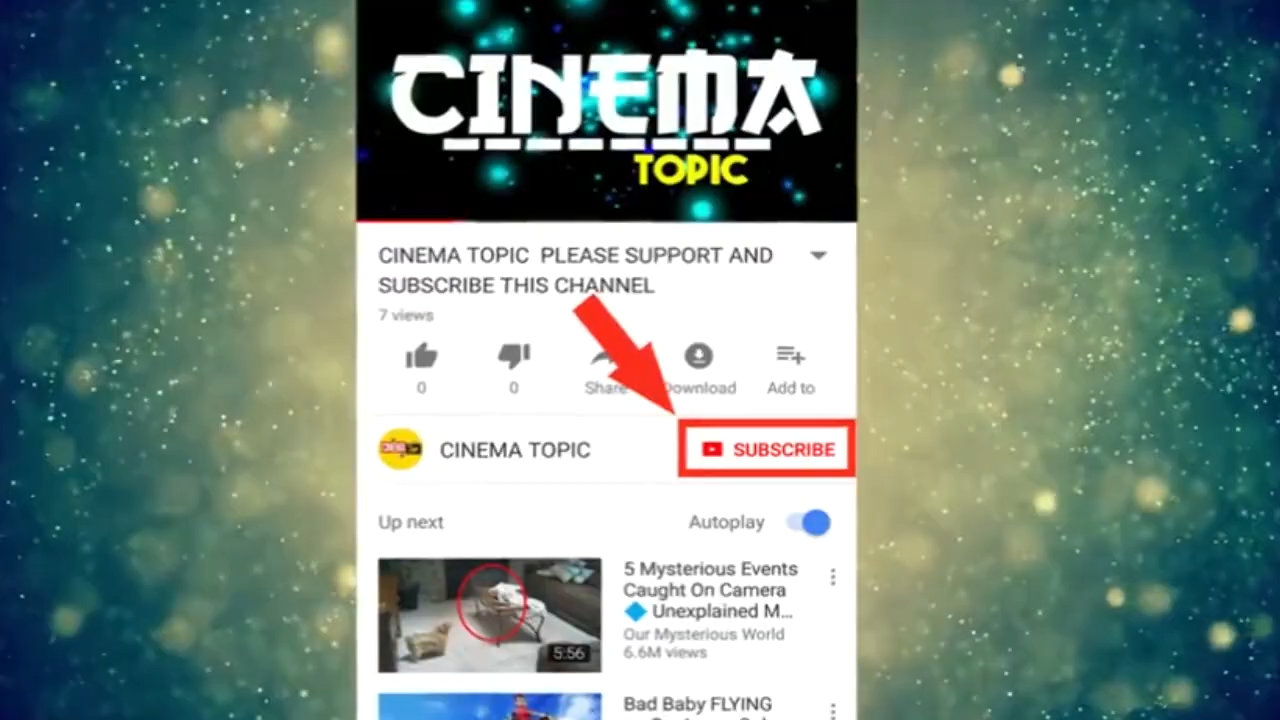 CINEMA
TOPIC
CINEMA TOPIC PLEASE SUPPORT AND
SUBSCRIBE THIS CHANNEL
7 views
0
0
Share
Download
Add to
CINEMA TOPIC
SUBSCRIBE
Up next
Autoplay
5 Mysterious Events
Caught On Camera
🔷 Unexplained M...
Our Mysterious World
6.6M views
5:56
Bad Baby FLYING